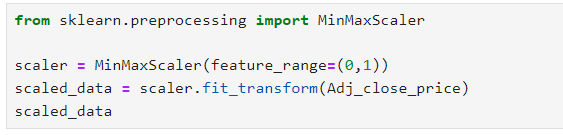 from sklearn.preprocessing import MinMaxScaler
scaler = MinMaxScaler(feature_range=(0,1))
scaled_data = scaler.fit_transform(Adj_close_price)
scaled_data